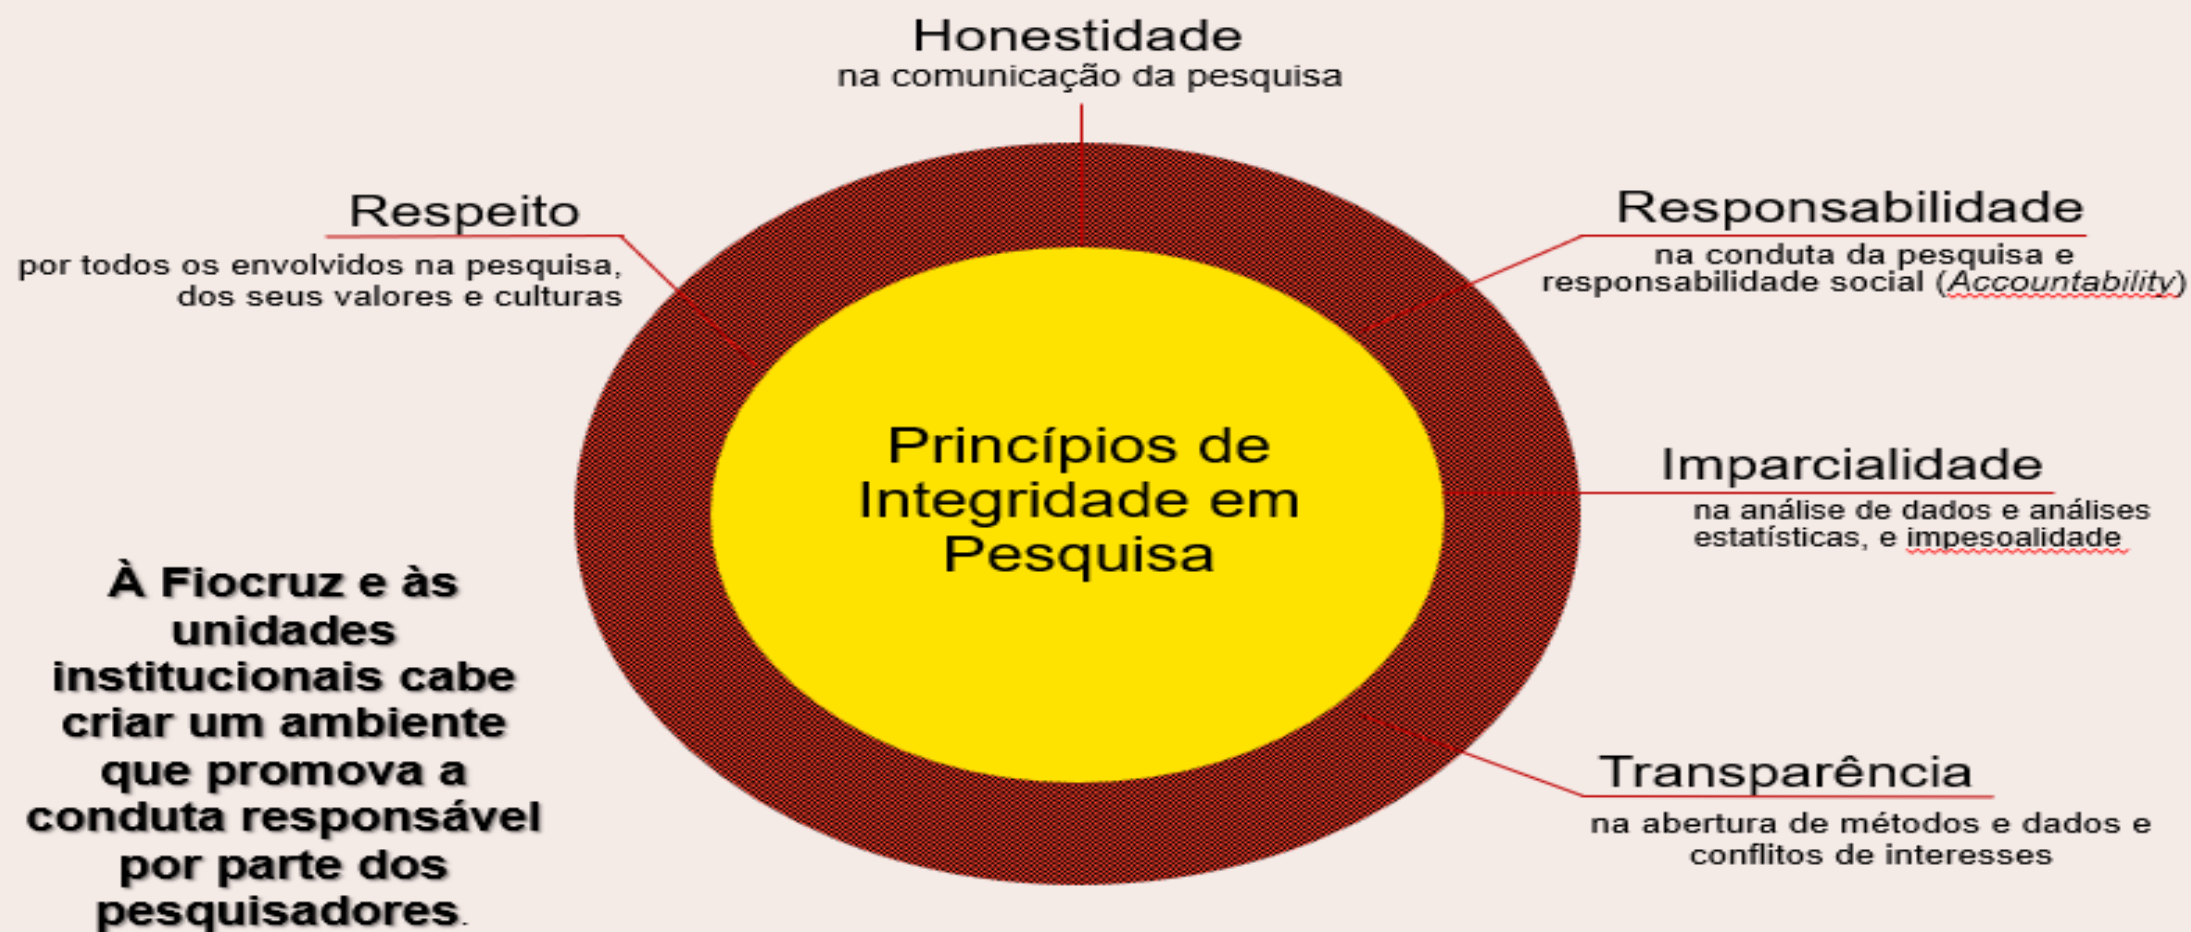 Honestidade
na comunicação da pesquisa
Respeito
por todos os envolvidos na pesquisa,
dos seus valores e culturas
Responsabilidade
na conduta da pesquisa e
responsabilidade social (Accountability)
Princípios de
Integridade em
Pesquisa
Imparcialidade
na análise de dados e análises
estatísticas, e impesoalidade
Transparência
na abertura de métodos e dados e
conflitos de interesses
À Fiocruz e às
unidades
institucionais cabe
criar um ambiente
que promova a
conduta responsável
por parte dos
pesquisadores.